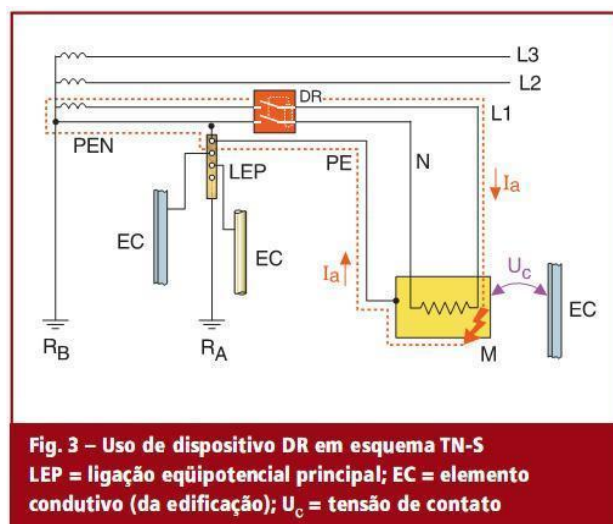 L3
L2
DR
L1
PEN
LEP
PE
N
Ia
EC
EC
Ia
Uc
EC
M
RB
RA
Fig. 3 – Uso de dispositivo DR em esquema TN-S
LEP = ligação eqüipotencial principal; EC = elemento
condutivo (da edificação); Uc = tensão de contato